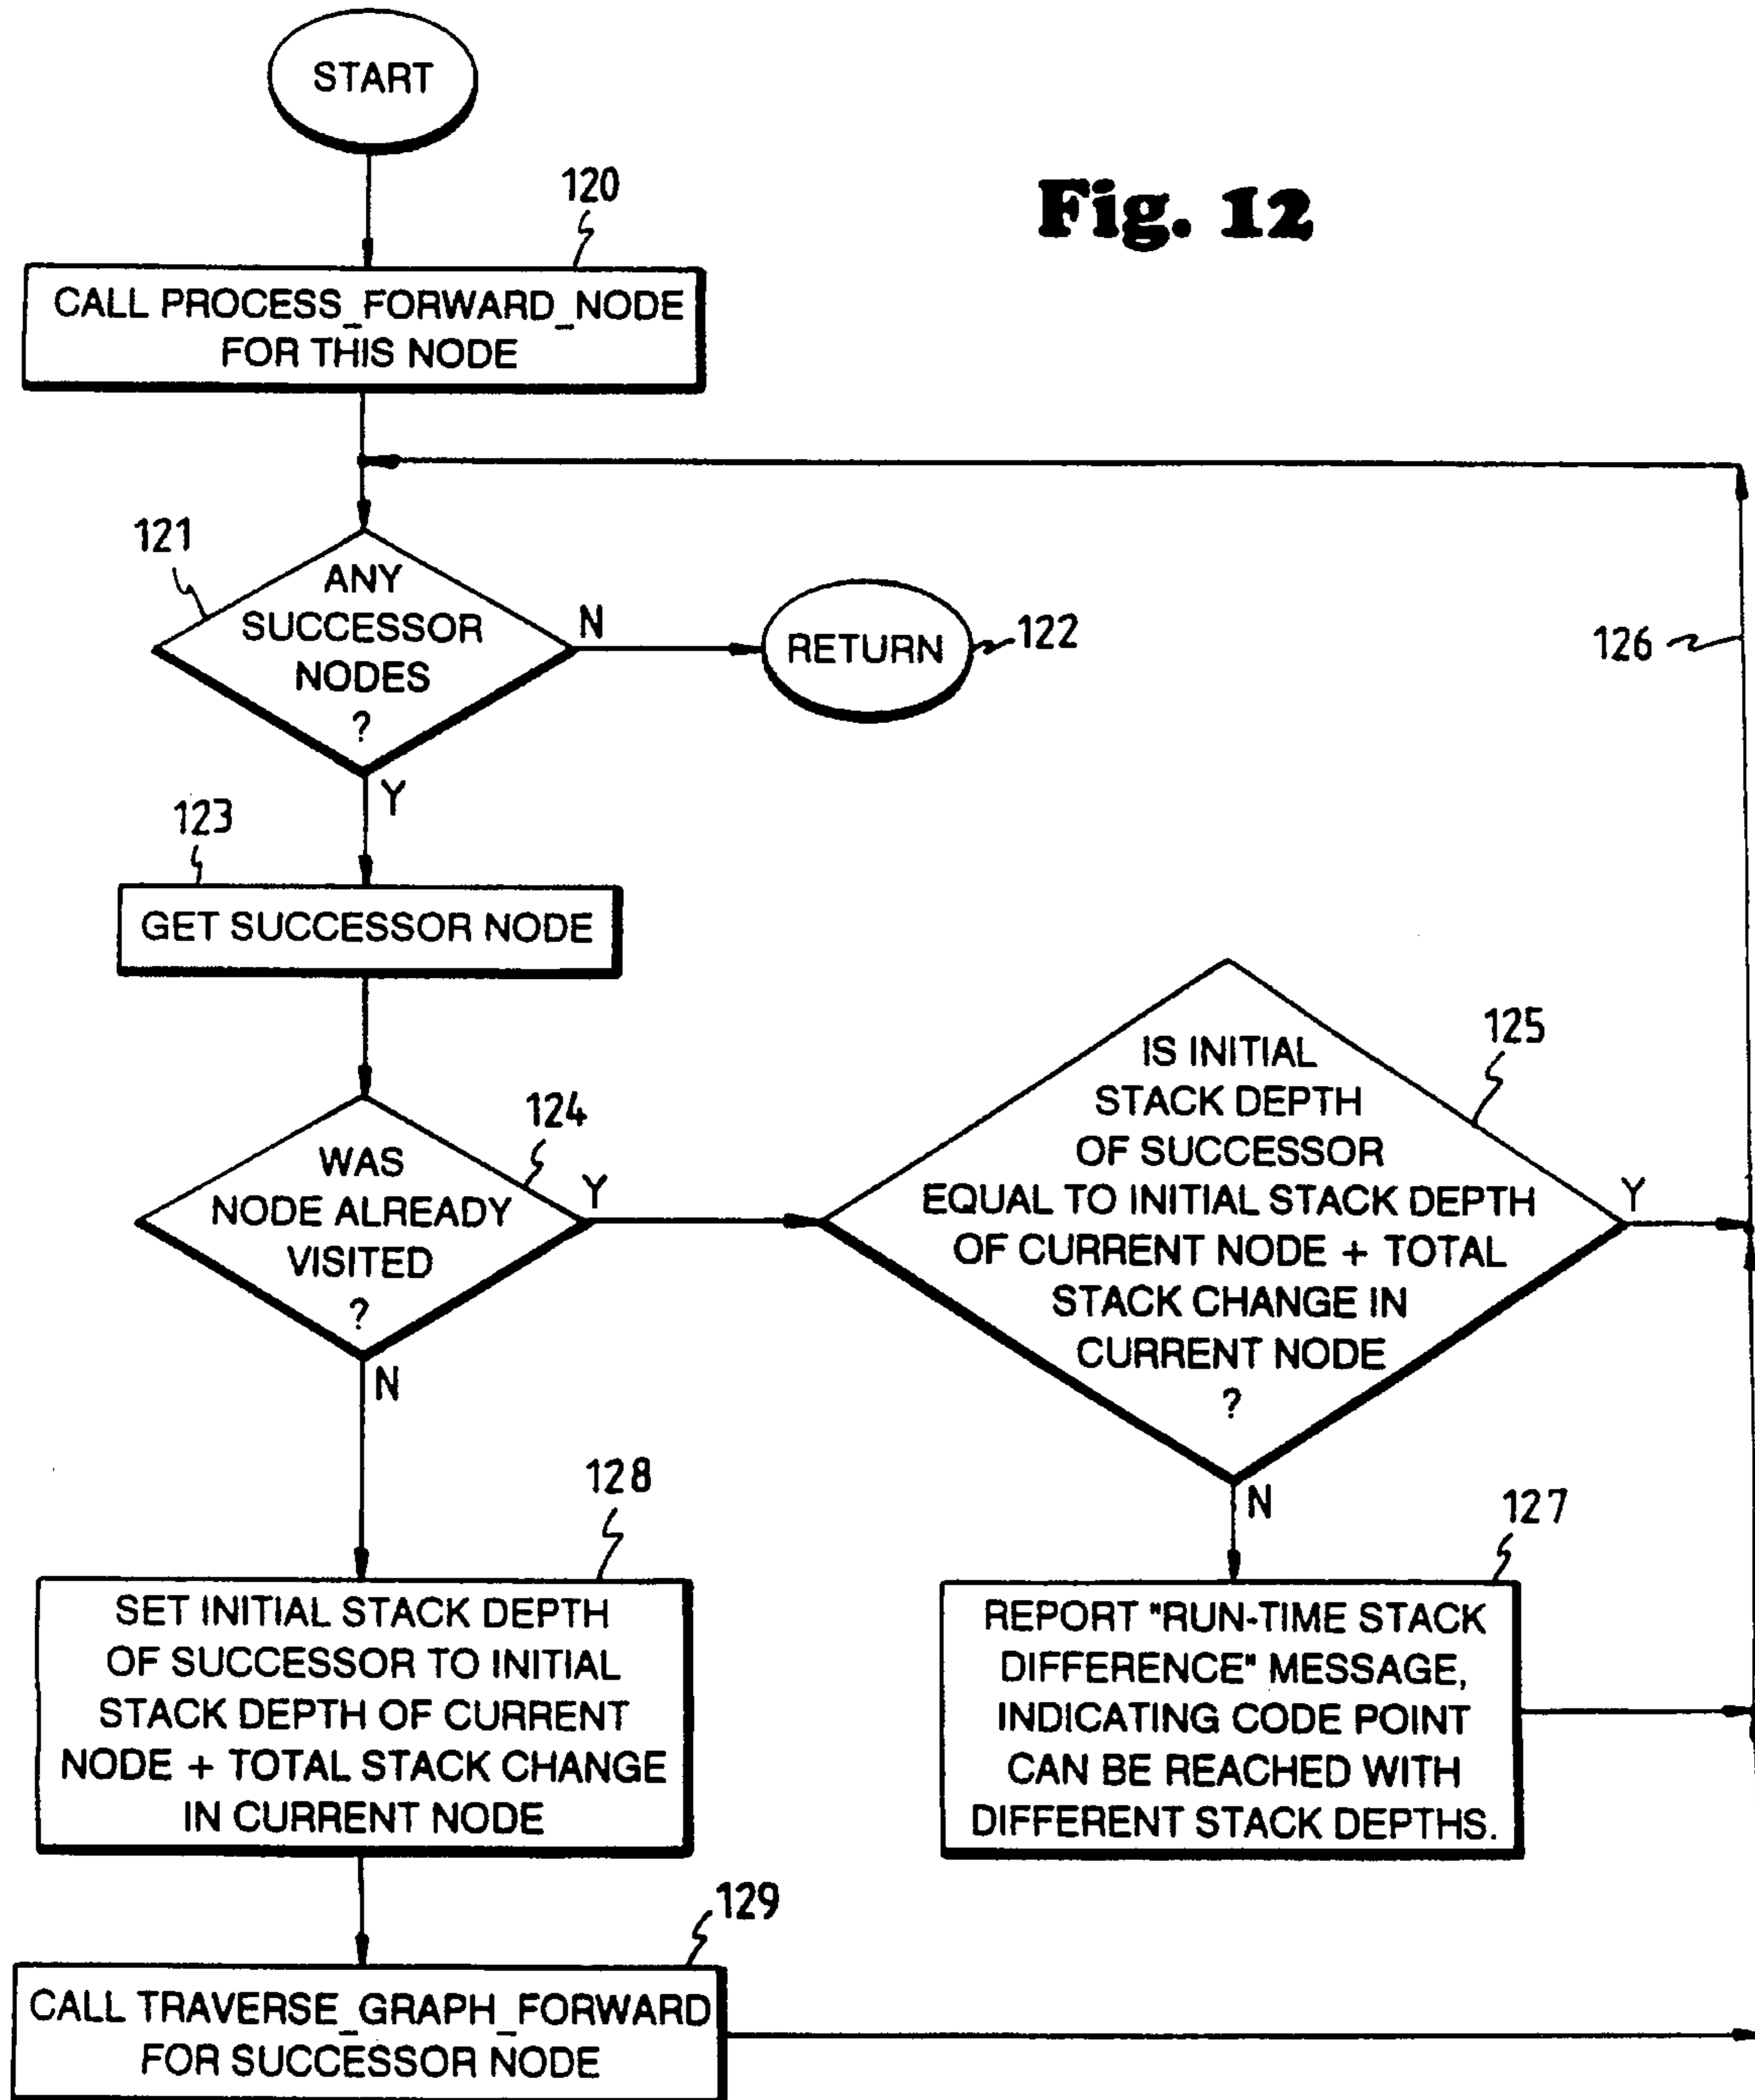 START
Fig. 12
120
CALL PROCESS_FORWARD_NODE
FOR THIS NODE
121
ANY
SUCCESSOR
NODES
?
N
RETURN
122
126
Y
123
GET SUCCESSOR NODE
124
WAS
NODE ALREADY
VISITED
?
Y
N
125
IS INITIAL
STACK DEPTH
OF SUCCESSOR
EQUAL TO INITIAL STACK DEPTH
OF CURRENT NODE + TOTAL
STACK CHANGE IN
CURRENT NODE
?
Y
N
128
SET INITIAL STACK DEPTH
OF SUCCESSOR TO INITIAL
STACK DEPTH OF CURRENT
NODE + TOTAL STACK CHANGE
IN CURRENT NODE
127
REPORT "RUN-TIME STACK
DIFFERENCE" MESSAGE,
INDICATING CODE POINT
CAN BE REACHED WITH
DIFFERENT STACK DEPTHS.
129
CALL TRAVERSE_GRAPH_FORWARD
FOR SUCCESSOR NODE